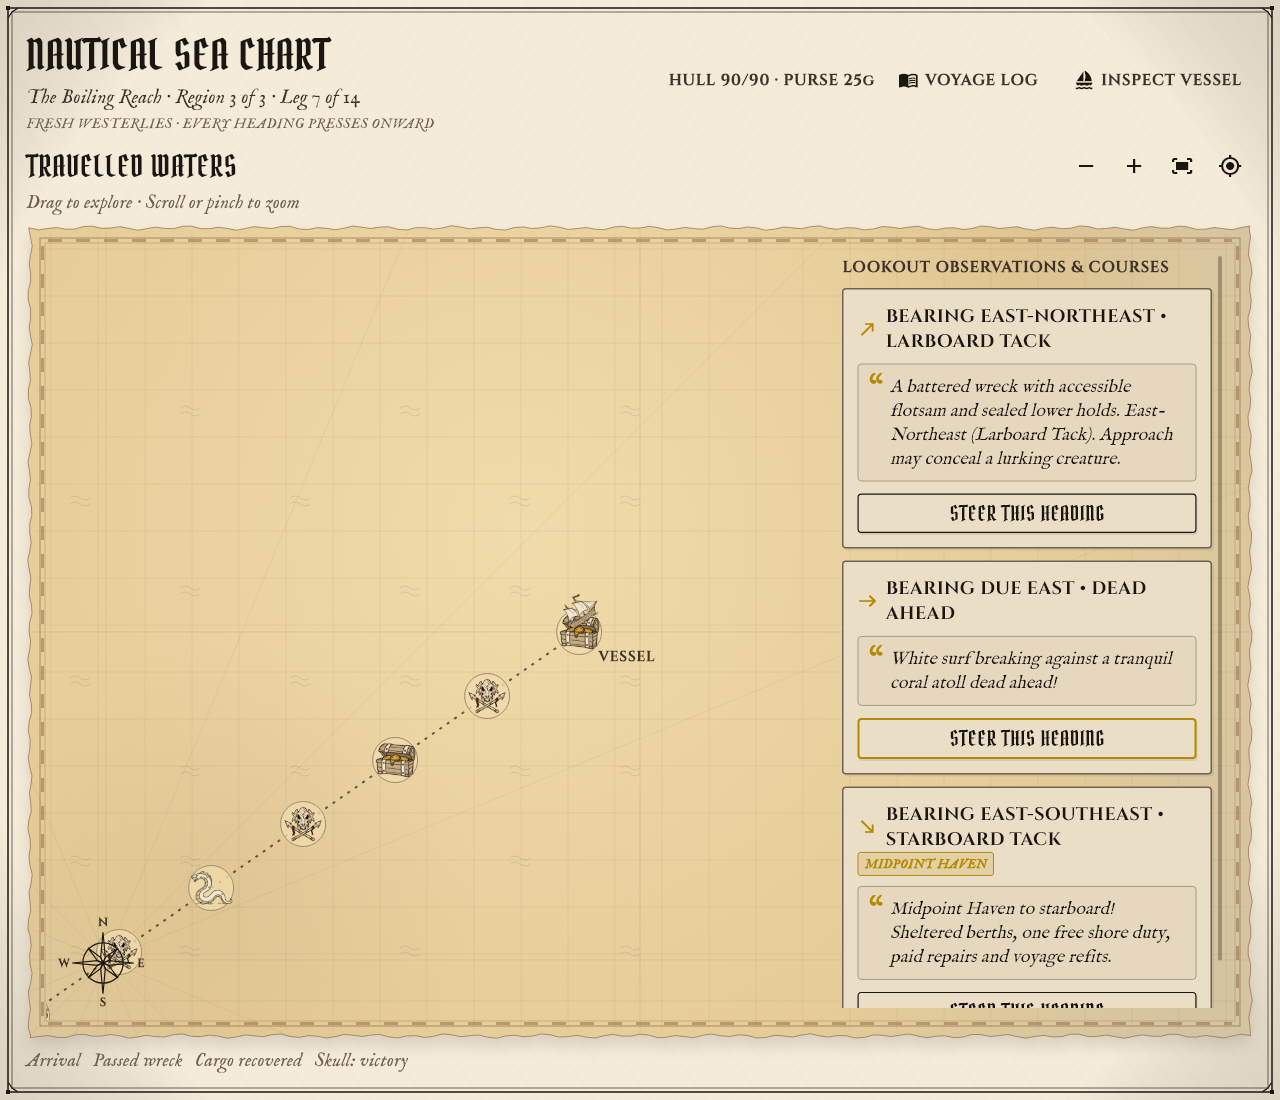 NAUTICAL SEA CHART
The Boiling Reach · Region 3 of 3 · Leg 7 of 14
FRESH WESTERLIES · EVERY HEADING PRESSES ONWARD
HULL 90/90 · PURSE 25G
VOYAGE LOG
INSPECT VESSEL
TRAVELLED WATERS
Drag to explore · Scroll or pinch to zoom
LOOKOUT OBSERVATIONS & COURSES
BEARING EAST-NORTHEAST •
LARBOARD TACK
“ A battered wreck with accessible
flotsam and sealed lower holds. East-
Northeast (Larboard Tack). Approach
may conceal a lurking creature.
STEER THIS HEADING
BEARING DUE EAST • DEAD
AHEAD
“ White surf breaking against a tranquil
coral atoll dead ahead!
STEER THIS HEADING
BEARING EAST-SOUTHEAST •
STARBOARD TACK
MIDPOINT HAVEN
“ Midpoint Haven to starboard!
Sheltered berths, one free shore duty,
paid repairs and voyage refits.
STEER THIS HEADING
VESSEL
N
W
E
S
Arrival Passed wreck Cargo recovered Skull: victory